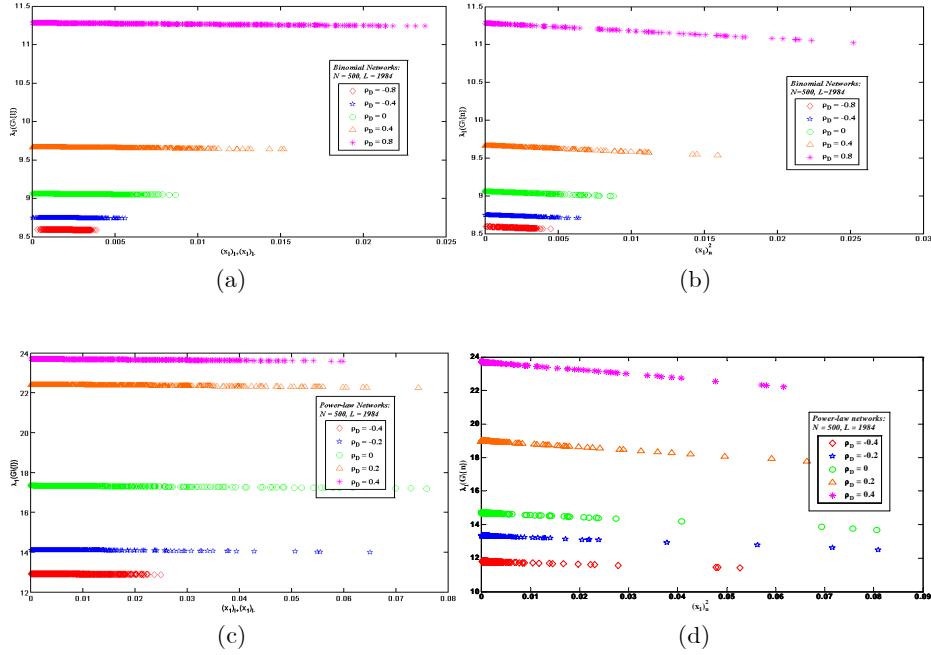 11.5
11
10.5
10
9.5
9
8.5
λ₁(G\{l})
Binomial Networks:
N = 500, L = 1984
ρD = -0.8
ρD = -0.4
ρD = 0
ρD = 0.4
ρD = 0.8
0
0.005
0.01
0.015
0.02
0.025
(a)
11.5
11
10.5
10
9.5
9
8.5
λ₁(G\{n})
Binomial Networks:
N=500, L=1984
ρD = -0.8
ρD = -0.4
ρD = 0
ρD = 0.4
ρD = 0.8
0
0.005
0.01
0.015
0.02
0.025
0.03
(x₁)²n
(b)
24
22
20
18
16
14
12
Power-law Networks:
N = 500, L = 1984
ρD = -0.4
ρD = -0.2
ρD = 0
ρD = 0.2
ρD = 0.4
0
0.01
0.02
0.03
0.04
0.05
0.06
0.07
0.08
(c)
24
22
20
18
16
14
12
10
Power-law networks:
N = 500, L = 1984
ρD = -0.4
ρD = -0.2
ρD = 0
ρD = 0.2
ρD = 0.4
0
0.01
0.02
0.03
0.04
0.05
0.06
0.07
0.08
0.09
(x₁)²n
(d)